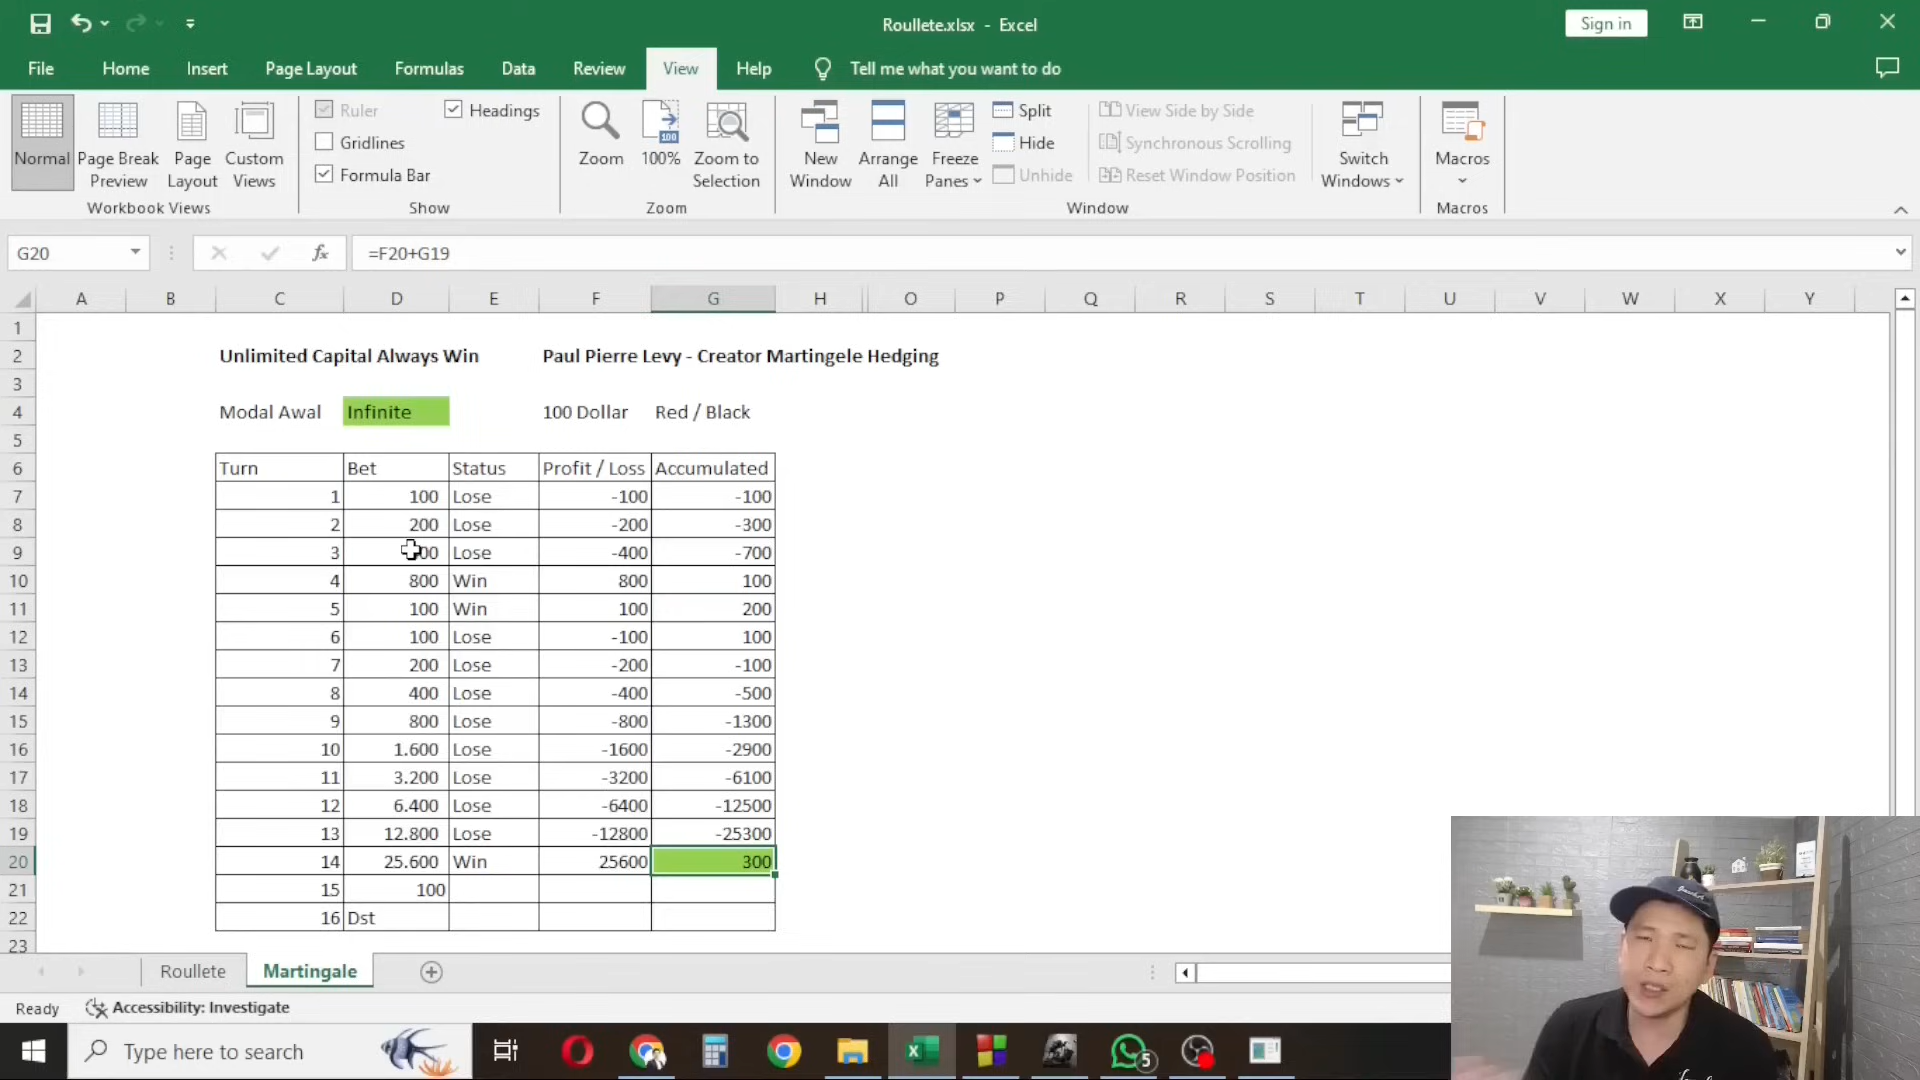 Roullete.xlsx - Excel
Sign in
File Home Insert Page Layout Formulas Data Review View Help Tell me what you want to do
Normal
Page Break Preview
Page Layout
Custom Views
Workbook Views
Ruler
Headings
Gridlines
Formula Bar
Show
Zoom
100
100%
Zoom to Selection
Zoom
New Window
Arrange All
Freeze Panes
Split
Hide
Unhide
View Side by Side
Synchronous Scrolling
Reset Window Position
Window
Switch Windows
Macros
Macros
G20 fx =F20+G19
A B C D E F G H O P Q R S T U V W X Y
1
2 Unlimited Capital Always Win Paul Pierre Levy - Creator Martingele Hedging
3
4 Modal Awal Infinite 100 Dollar Red / Black
5
6 Turn Bet Status Profit / Loss Accumulated
7 1 100 Lose -100 -100
8 2 200 Lose -200 -300
9 3 Lose -400 -700
10 4 800 Win 800 100
11 5 100 Win 100 200
12 6 100 Lose -100 100
13 7 200 Lose -200 -100
14 8 400 Lose -400 -500
15 9 800 Lose -800 -1300
16 10 1.600 Lose -1600 -2900
17 11 3.200 Lose -3200 -6100
18 12 6.400 Lose -6400 -12500
19 13 12.800 Lose -12800 -25300
20 14 25.600 Win 25600 300
21 15 100
22 16 Dst
23
Roullete Martingale
Ready Accessibility: Investigate
Type here to search
5